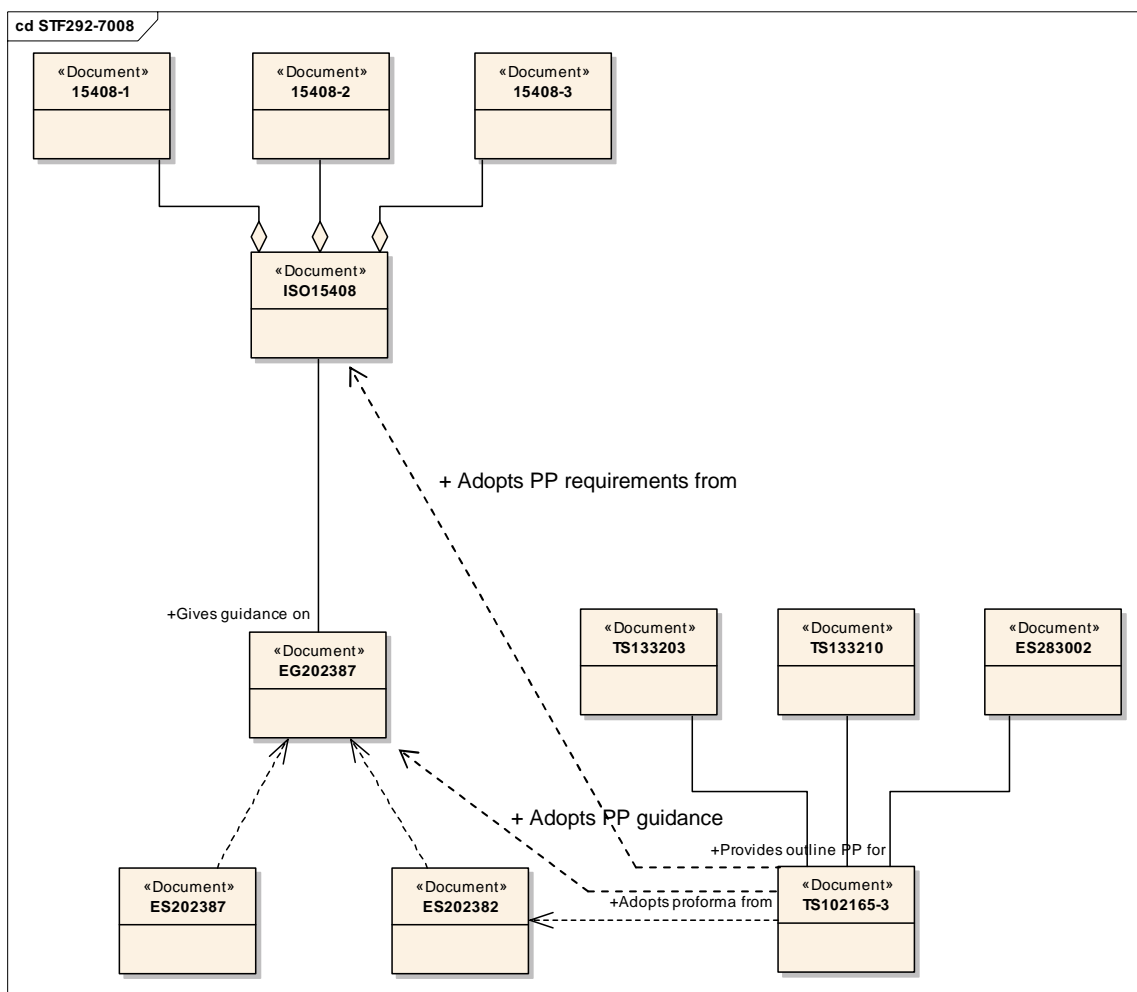 cd STF292-7008
«Document»
15408-1
«Document»
15408-2
«Document»
15408-3
«Document»
ISO15408
+ Adopts PP requirements from
+Gives guidance on
«Document»
EG202387
«Document»
TS133203
«Document»
TS133210
«Document»
ES283002
+ Adopts PP guidance
+Provides outline PP for
«Document»
ES202387
«Document»
ES202382
+Adopts proforma from
«Document»
TS102165-3